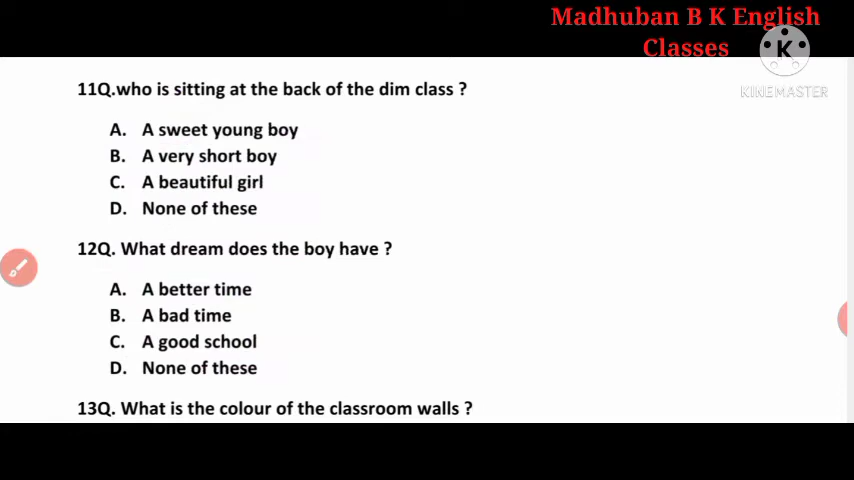 Madhuban B K English
Classes
K
KINEMASTER
11Q.who is sitting at the back of the dim class ?
A. A sweet young boy
B. A very short boy
C. A beautiful girl
D. None of these
12Q. What dream does the boy have ?
A. A better time
B. A bad time
C. A good school
D. None of these
13Q. What is the colour of the classroom walls ?